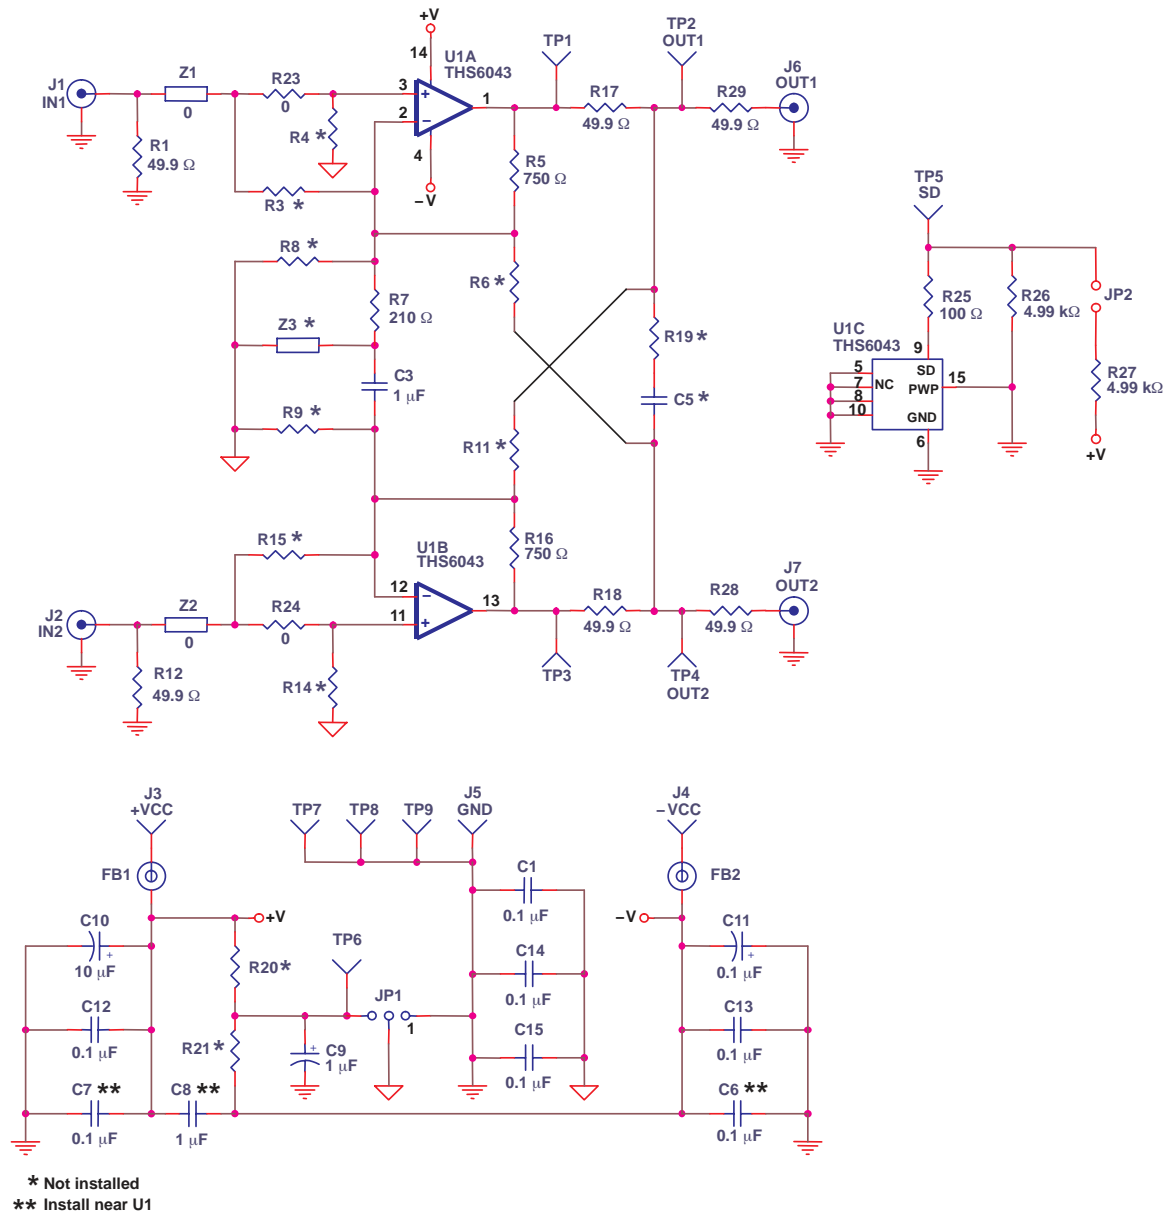 +V
14
U1A
THS6043
TP1
TP2
OUT1
J1
IN1
Z1
0
R23
0
3
+
2
−
1
4
−V
R4 *
R1
49.9 Ω
R3 *
R17
49.9 Ω
R29
49.9 Ω
J6
OUT1
R5
750 Ω
R8 *
R7
210 Ω
R6 *
Z3 *
C3
1 µF
R9 *
R19 *
C5 *
R11 *
TP5
SD
R25
100 Ω
R26
4.99 kΩ
JP2
U1C
THS6043
9
5
7
8
10
NC
SD
PWP
GND
15
6
R27
4.99 kΩ
+V
R15 *
U1B
THS6043
R16
750 Ω
12
−
11
+
13
J2
IN2
Z2
0
R24
0
R12
49.9 Ω
R14 *
R18
49.9 Ω
R28
49.9 Ω
J7
OUT2
TP3
TP4
OUT2
J3
+VCC
FB1
TP7
TP8
TP9
J5
GND
J4
−VCC
FB2
C10
+
10 µF
+V
C1
0.1 µF
−V
C11
+
0.1 µF
R20 *
TP6
C14
0.1 µF
C12
0.1 µF
JP1
1
C13
0.1 µF
R21 *
+
C9
1 µF
C15
0.1 µF
C7 **
0.1 µF
C8 **
1 µF
C6 **
0.1 µF
* Not installed
** Install near U1